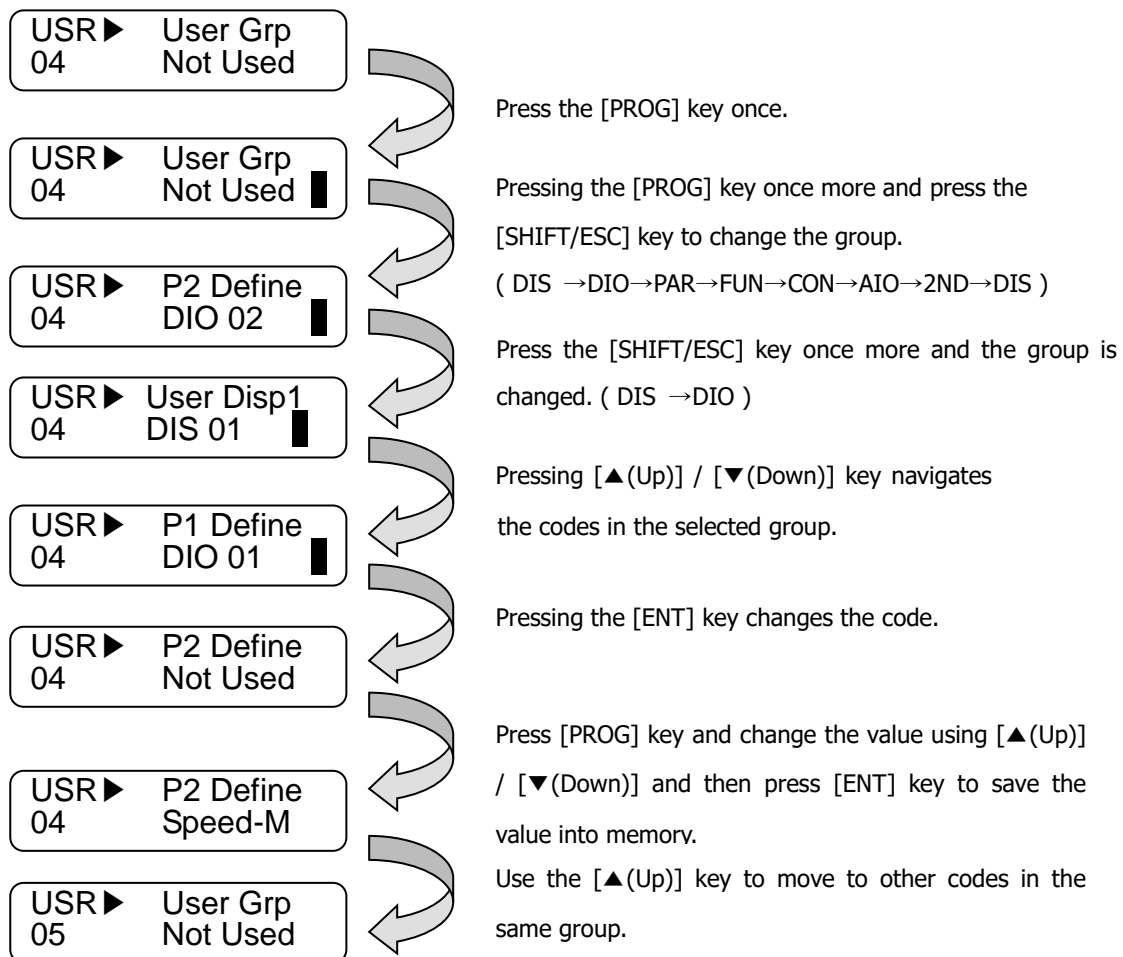 USR▶ User Grp
04 Not Used
Press the [PROG] key once.
USR▶ User Grp
04 Not Used
Pressing the [PROG] key once more and press the
[SHIFT/ESC] key to change the group.
( DIS →DIO→PAR→FUN→CON→AIO→2ND→DIS )
USR▶ P2 Define
04 DIO 02
Press the [SHIFT/ESC] key once more and the group is
changed. ( DIS →DIO )
USR▶ User Disp1
04 DIS 01
Pressing [▲(Up)] / [▼(Down)] key navigates
the codes in the selected group.
USR▶ P1 Define
04 DIO 01
Pressing the [ENT] key changes the code.
USR▶ P2 Define
04 Not Used
Press [PROG] key and change the value using [▲(Up)]
/ [▼(Down)] and then press [ENT] key to save the
value into memory.
USR▶ P2 Define
04 Speed-M
Use the [▲(Up)] key to move to other codes in the
same group.
USR▶ User Grp
05 Not Used